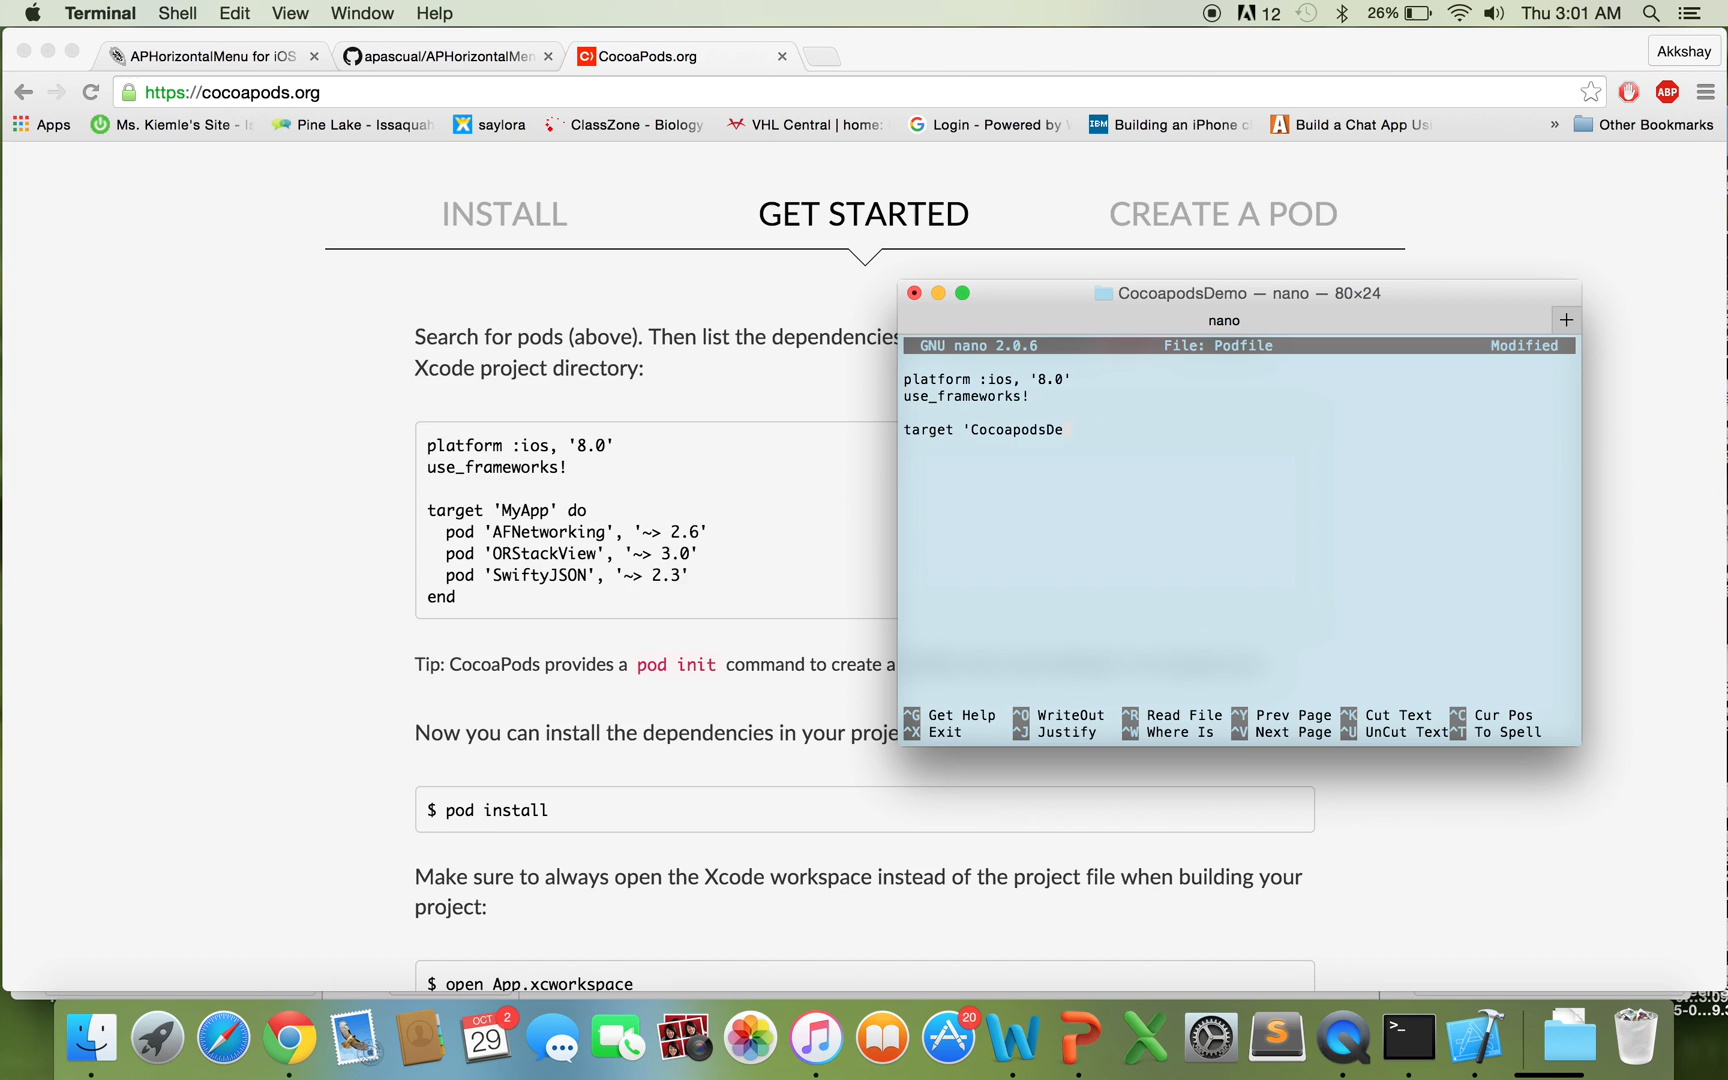 Terminal Shell Edit View Window Help 12 26% Thu 3:01 AM
APHorizontalMenu for iOS apascual/APHorizontalMen CocoaPods.org Akkshay
https://cocoapods.org ABP
Apps Ms. Kiemle's Site - Pine Lake - Issaquah saylora ClassZone - Biology VHL Central | home: Login - Powered by IBM Building an iPhone Build a Chat App Usi » Other Bookmarks
INSTALL GET STARTED CREATE A POD
Search for pods (above). Then list the dependencies
Xcode project directory:
platform :ios, '8.0'
use_frameworks!
target 'MyApp' do
pod 'AFNetworking', '~> 2.6'
pod 'ORStackView', '~> 3.0'
pod 'SwiftyJSON', '~> 2.3'
end
Tip: CocoaPods provides a pod init command to create a
Now you can install the dependencies in your proje
$ pod install
Make sure to always open the Xcode workspace instead of the project file when building your
project:
$ open App.xcworkspace
CocoapodsDemo — nano — 80×24
nano
GNU nano 2.0.6 File: Podfile Modified
platform :ios, '8.0'
use_frameworks!
target 'CocoapodsDe
^G Get Help ^O WriteOut ^R Read File ^Y Prev Page ^K Cut Text ^C Cur Pos
^X Exit ^J Justify ^W Where Is ^V Next Page ^U UnCut Text ^T To Spell
OCT 29 2 20